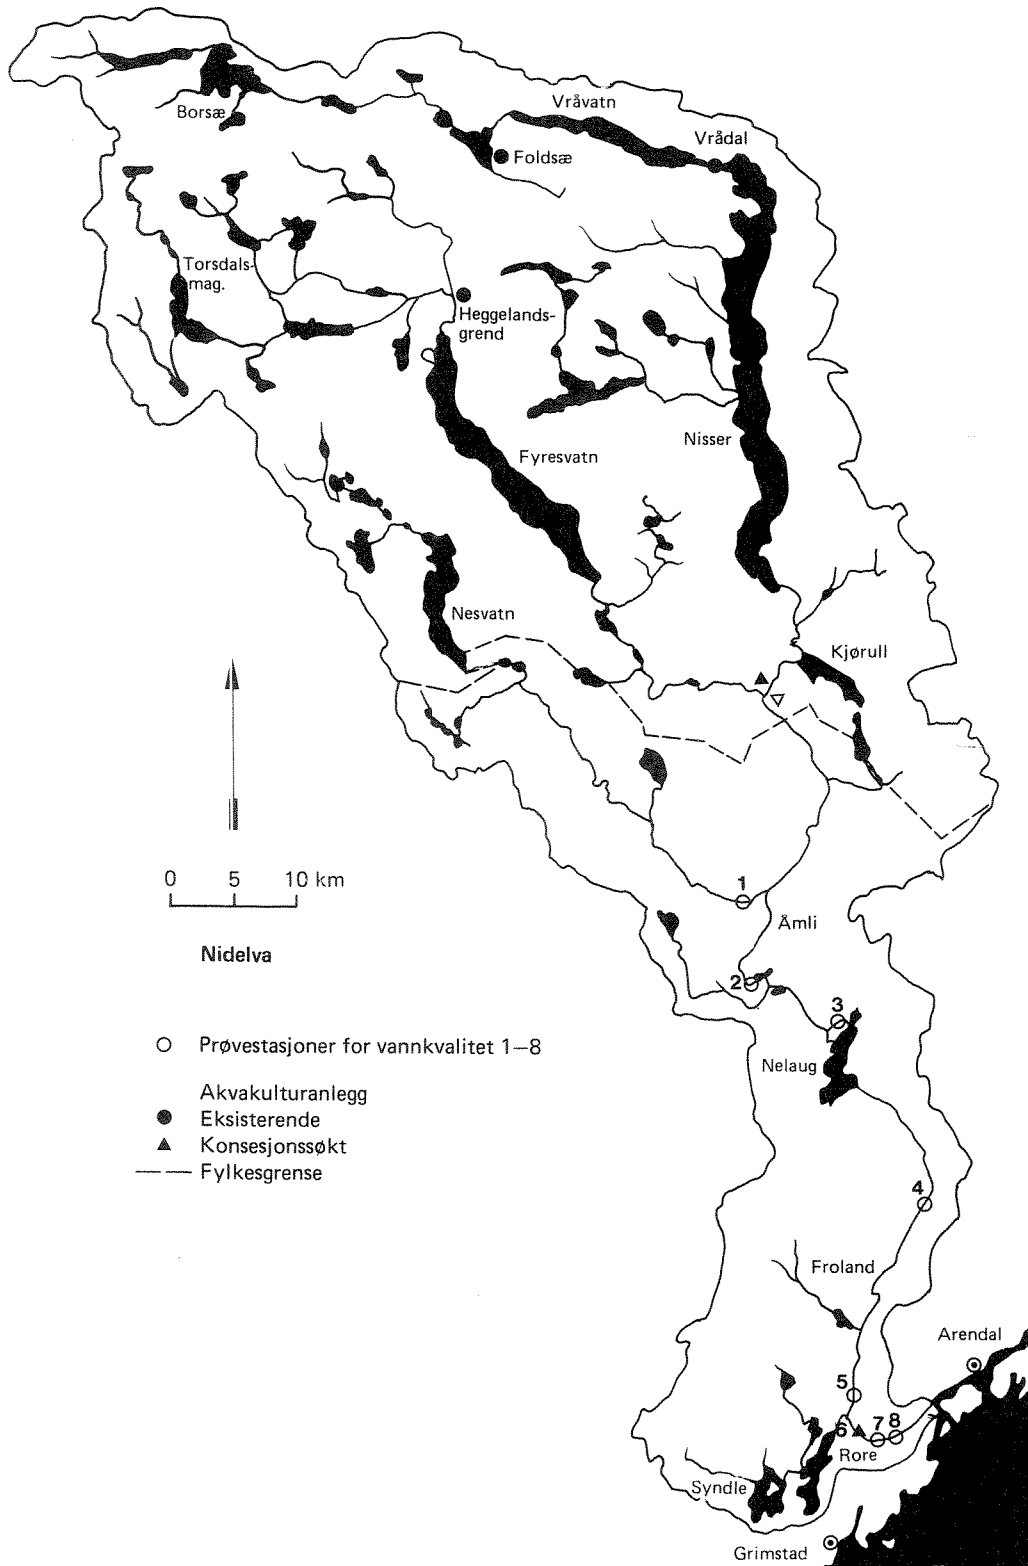 Vråvatn
Vrådal
Borsæ
Foldsæ
Torsdals-
mag.
Heggelands-
grend
Nisser
Fyresvatn
Nesvatn
Kjørull
0 5 10 km
Nidelva
1
Åmli
2
3
Prøvestasjoner for vannkvalitet 1–8
Nelaug
Akvakulturanlegg
Eksisterende
Konsesjonssøkt
Fylkesgrense
4
Froland
Arendal
5
6
7
8
Rore
Syndle
Grimstad